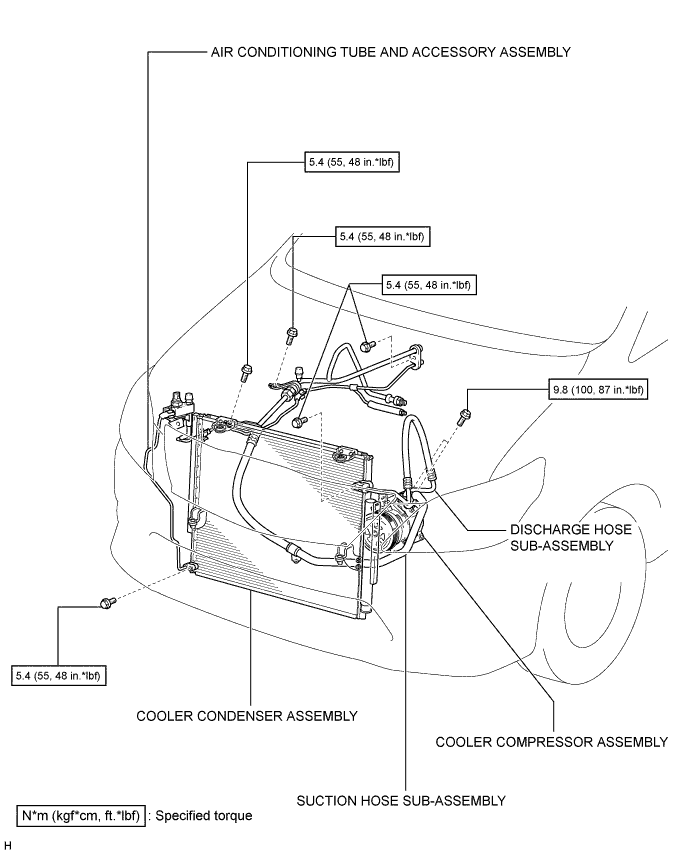 AIR CONDITIONING TUBE AND ACCESSORY ASSEMBLY
5.4 (55, 48 in.*lbf)
5.4 (55, 48 in.*lbf)
5.4 (55, 48 in.*lbf)
9.8 (100, 87 in.*lbf)
DISCHARGE HOSE
SUB-ASSEMBLY
5.4 (55, 48 in.*lbf)
COOLER CONDENSER ASSEMBLY
COOLER COMPRESSOR ASSEMBLY
SUCTION HOSE SUB-ASSEMBLY
N*m (kgf*cm, ft.*lbf) : Specified torque
H